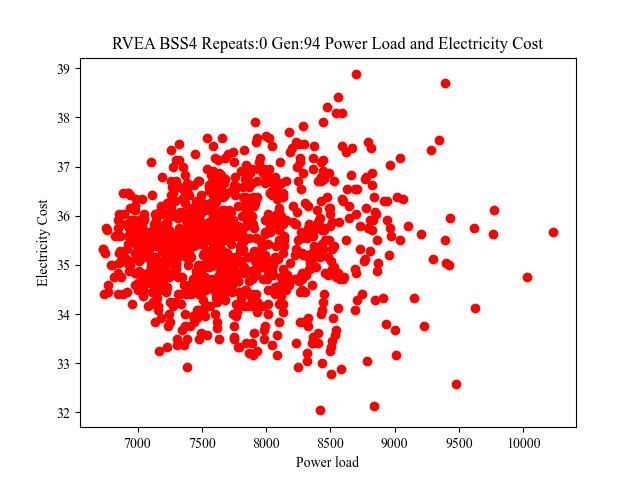 RVEA BSS4 Repeats:0 Gen:94 Power Load and Electricity Cost
39
38
37
36
35
34
33
32
Electricity Cost
7000 7500 8000 8500 9000 9500 10000
Power load